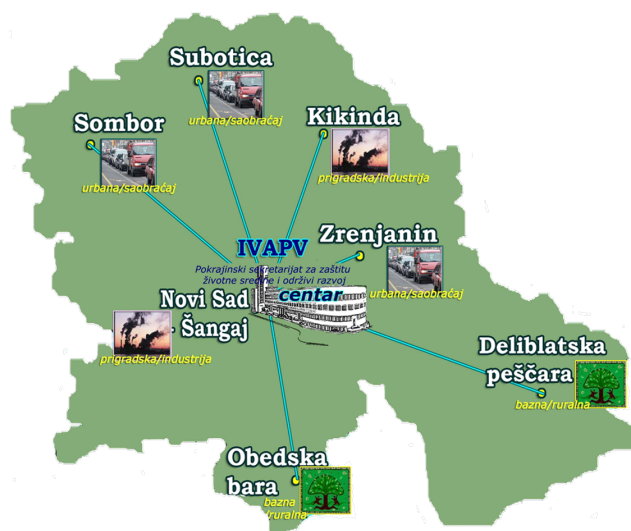 Subotica
urbana/saobraćaj
Sombor
urbana/saobraćaj
Kikinda
prigradska/industrija
Zrenjanin
urbana/saobraćaj
IVAPV
Pokrajinski sekretarijat za zaštitu
životne sredine i održivi razvoj
centar
Novi Sad
Šangaj
prigradska/industrija
Deliblatska
peščara
bazna/ruralna
Obedska
bara
bazna
/ruralna